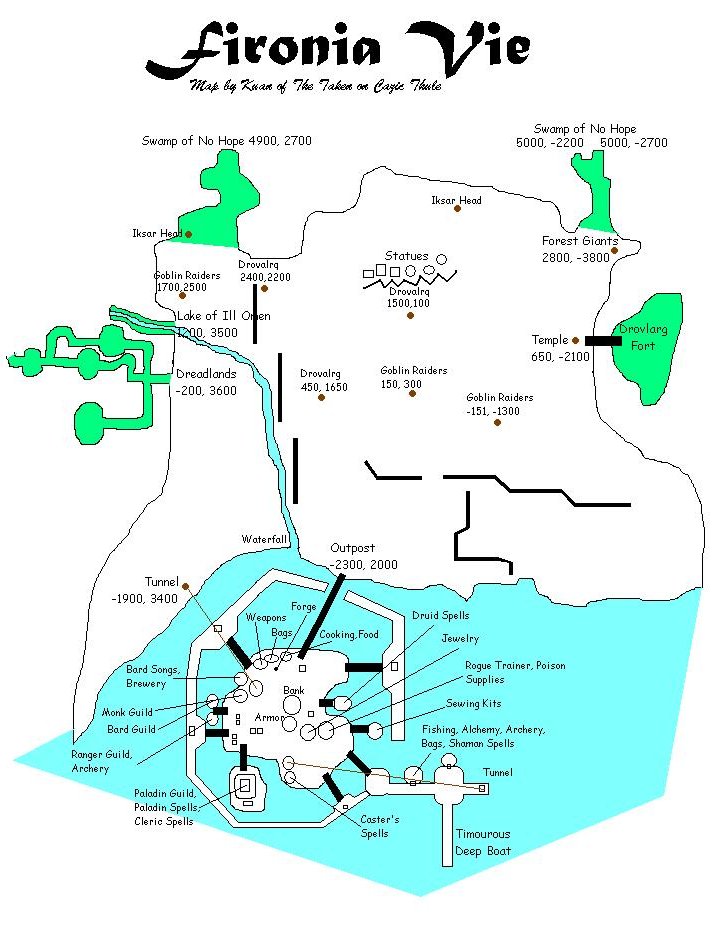 Fironia Vie
Map by Kuan of The Taken on Cazic Thule
Swamp of No Hope 4900, 2700
Swamp of No Hope
5000, -2200 5000, -2700
Iksar Head
Iksar Head
Forest Giants
2800, -3800
Statues
Goblin Raiders
1700,2500
Drovalrg
2400,2200
Drovalrg
1500,100
Lake of Ill Omen
1200, 3500
Temple
650, -2100
Drovlarg
Fort
Dreadlands
-200, 3600
Drovalrg
450, 1650
Goblin Raiders
150, 300
Goblin Raiders
-151, -1300
Waterfall
Outpost
-2300, 2000
Tunnel
-1900, 3400
Weapons
Forge
Bags
Cooking,Food
Druid Spells
Jewelry
Rogue Trainer, Poison
Supplies
Sewing Kits
Bard Songs,
Brewery
Monk Guild
Bard Guild
Ranger Guild,
Archery
Bank
Armor
Fishing, Alchemy, Archery,
Bags, Shaman Spells
Tunnel
Paladin Guild,
Paladin Spells,
Cleric Spells
Caster's
Spells
Timourous
Deep Boat